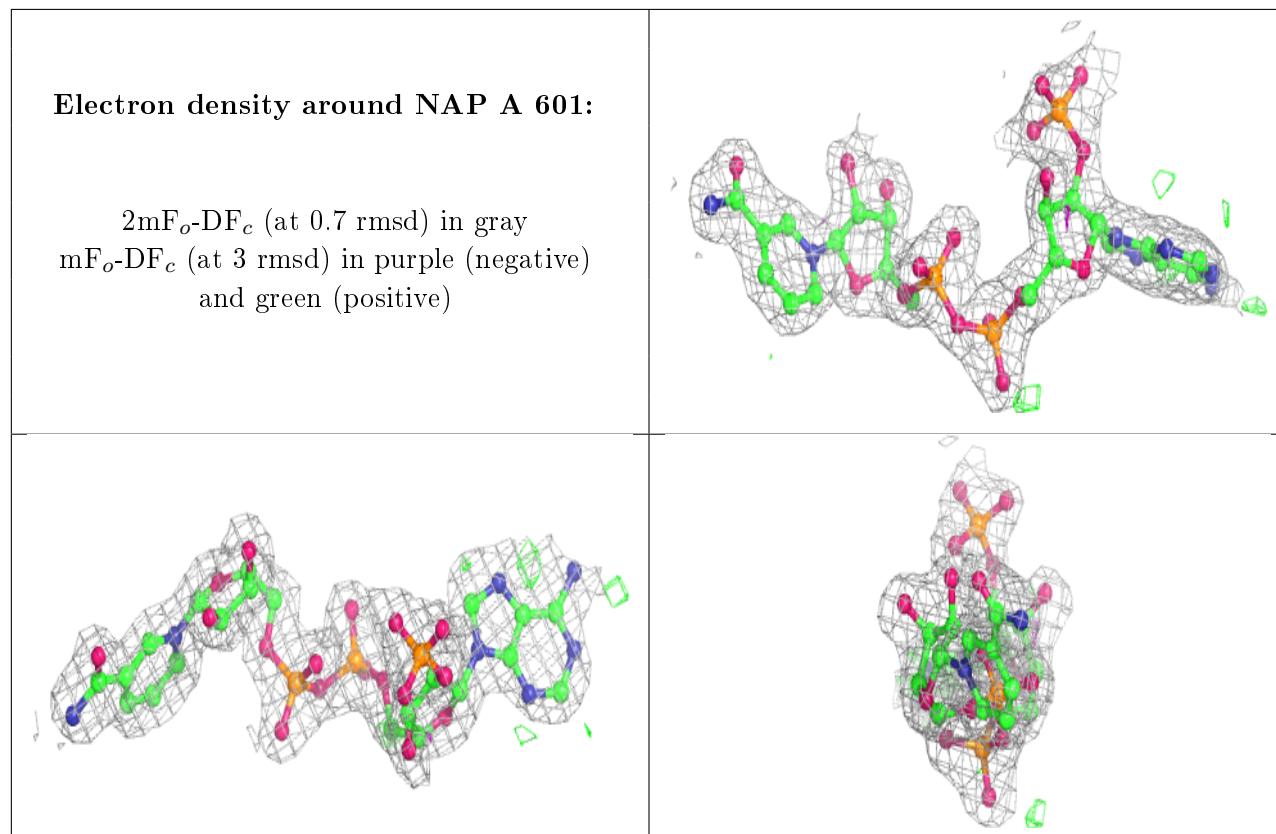 Electron density around NAP A 601:
2mFo-DFc (at 0.7 rmsd) in gray
mFo-DFc (at 3 rmsd) in purple (negative)
and green (positive)